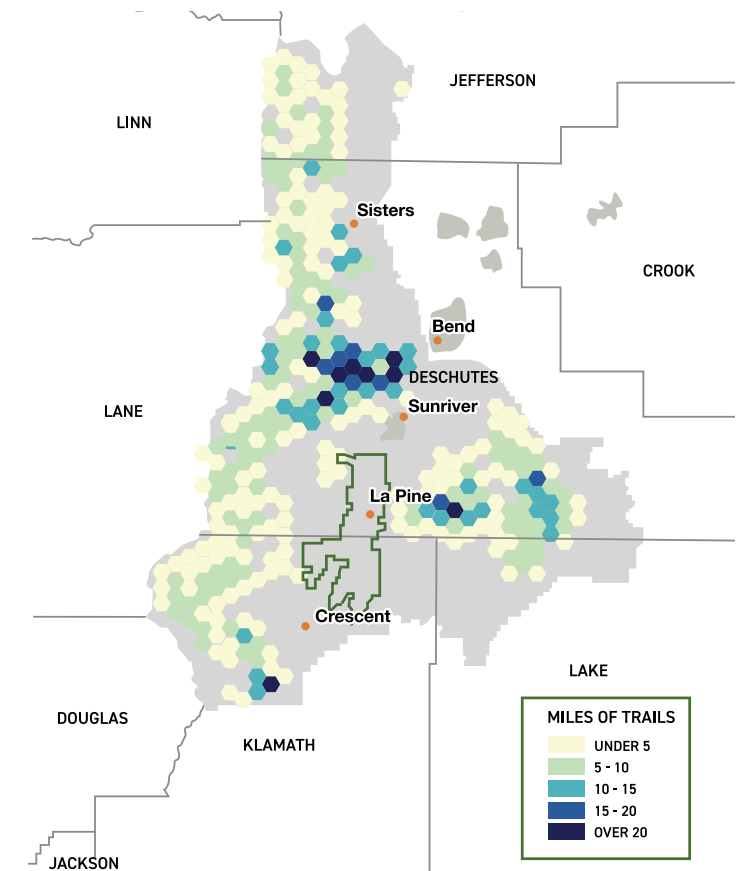 JEFFERSON
LINN
Sisters
CROOK
Bend
DESCHUTES
LANE
Sunriver
La Pine
Crescent
LAKE
DOUGLAS
KLAMATH
JACKSON
MILES OF TRAILS
UNDER 5
5 - 10
10 - 15
15 - 20
OVER 20